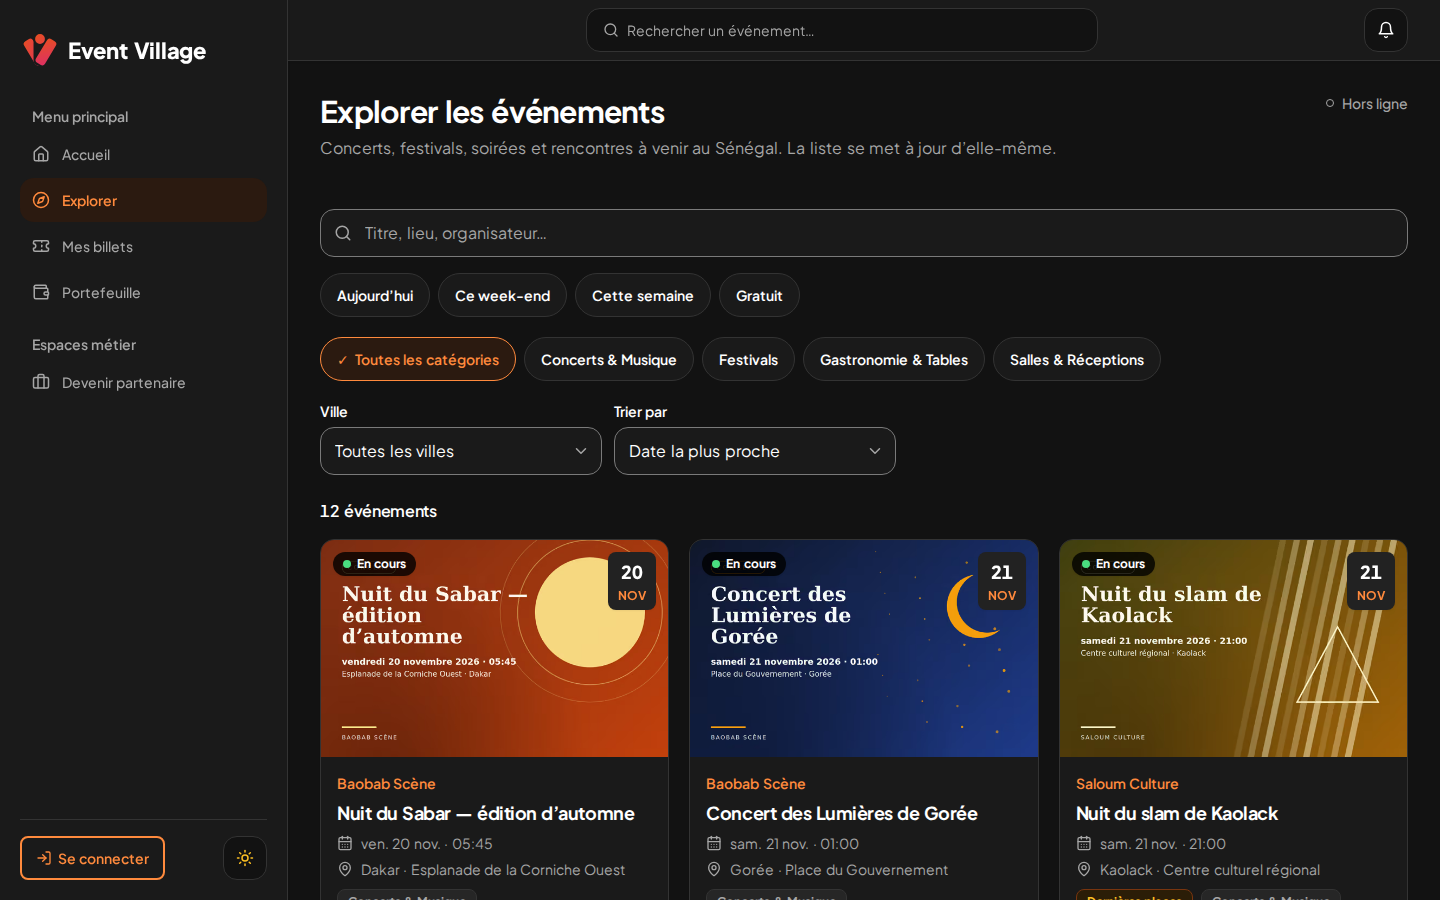 Event Village
Rechercher un événement...
Menu principal
Accueil
Explorer
Mes billets
Portefeuille
Espaces métier
Devenir partenaire
Se connecter
Explorer les événements
Hors ligne
Concerts, festivals, soirées et rencontres à venir au Sénégal. La liste se met à jour d’elle-même.
Titre, lieu, organisateur...
Aujourd’hui
Ce week-end
Cette semaine
Gratuit
✓ Toutes les catégories
Concerts & Musique
Festivals
Gastronomie & Tables
Salles & Réceptions
Ville
Trier par
Toutes les villes
Date la plus proche
12 événements
En cours
20
NOV
Nuit du Sabar —
édition
d’automne
vendredi 20 novembre 2026 · 05:45
Esplanade de la Corniche Ouest · Dakar
BAOBAB SCÈNE
Baobab Scène
Nuit du Sabar — édition d’automne
ven. 20 nov. · 05:45
Dakar · Esplanade de la Corniche Ouest
Concerts & Musique
En cours
21
NOV
Concert des
Lumières de
Gorée
samedi 21 novembre 2026 · 01:00
Place du Gouvernement · Gorée
BAOBAB SCÈNE
Baobab Scène
Concert des Lumières de Gorée
sam. 21 nov. · 01:00
Gorée · Place du Gouvernement
Concerts & Musique
En cours
21
NOV
Nuit du slam de
Kaolack
samedi 21 novembre 2026 · 21:00
Centre culturel régional · Kaolack
SALOUM CULTURE
Saloum Culture
Nuit du slam de Kaolack
sam. 21 nov. · 21:00
Kaolack · Centre culturel régional
Dernières places
Concerts & Musique